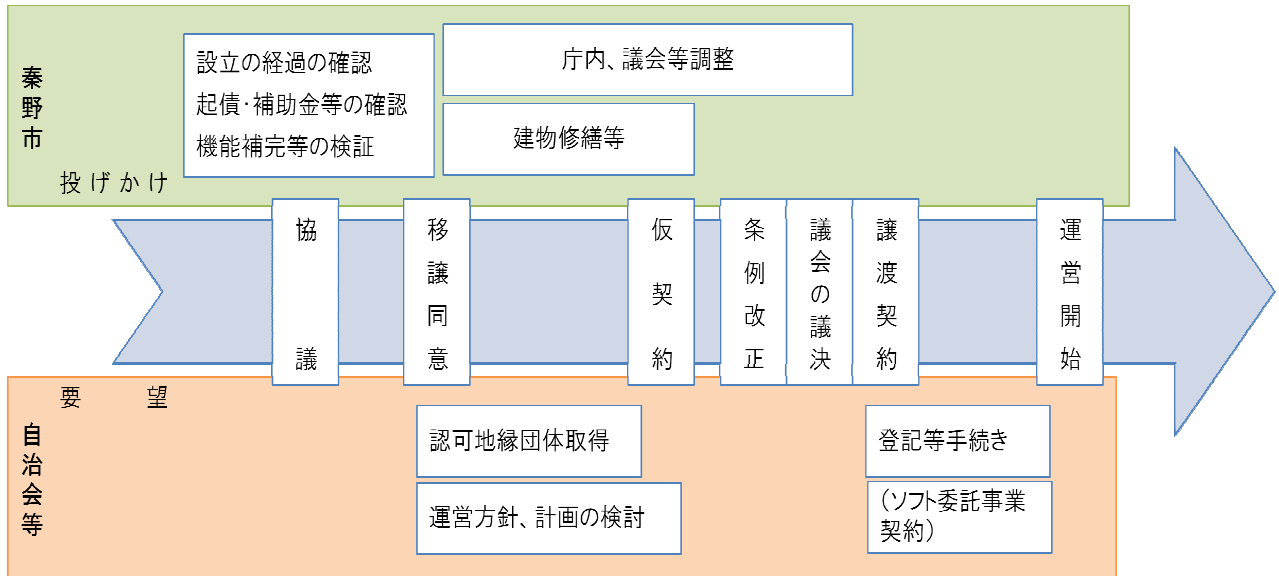 秦野市
設立の経過の確認
起債・補助金等の確認
機能補完等の検証
庁内、議会等調整
建物修繕等
投げかけ
協議
移譲同意
仮契約
条例改正
議会の議決
譲渡契約
運営開始
要望
自治会等
認可地縁団体取得
運営方針、計画の検討
登記等手続き
（ソフト委託事業
契約）